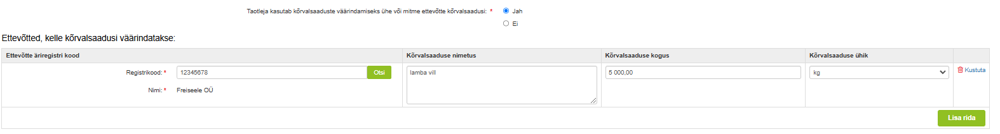 Taotleja kasutab kõrvalsaaduste väärindamiseks ühe või mitme ettevõtte kõrvalsaadusi: * Jah
Ei
Ettevõtted, kelle kõrvalsaadusi väärindatakse:
Ettevõtte äriregistri kood Kõrvalsaaduse nimetus Kõrvalsaaduse kogus Kõrvalsaaduse ühik
Registrikood: * 12345678 Otsi lamba vill 5 000,00 kg Kustuta
Nimi: * Freiseele OÜ
Lisa rida